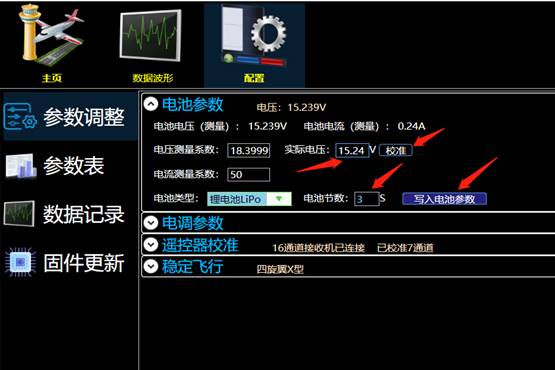 主页 数据波形 配置
参数调整
参数表
数据记录
固件更新
电池参数 电压：15.239V
电池电压（测量）：15.239V 电池电流（测量）：0.24A
电压测量系数：18.3999 实际电压：15.24 V 校准
电流测量系数：50
电池类型：锂电池LiPo 电池节数：3 S 写入电池参数
电调参数
遥控器校准 16通道接收机已连接 已校准7通道
稳定飞行 四旋翼X型